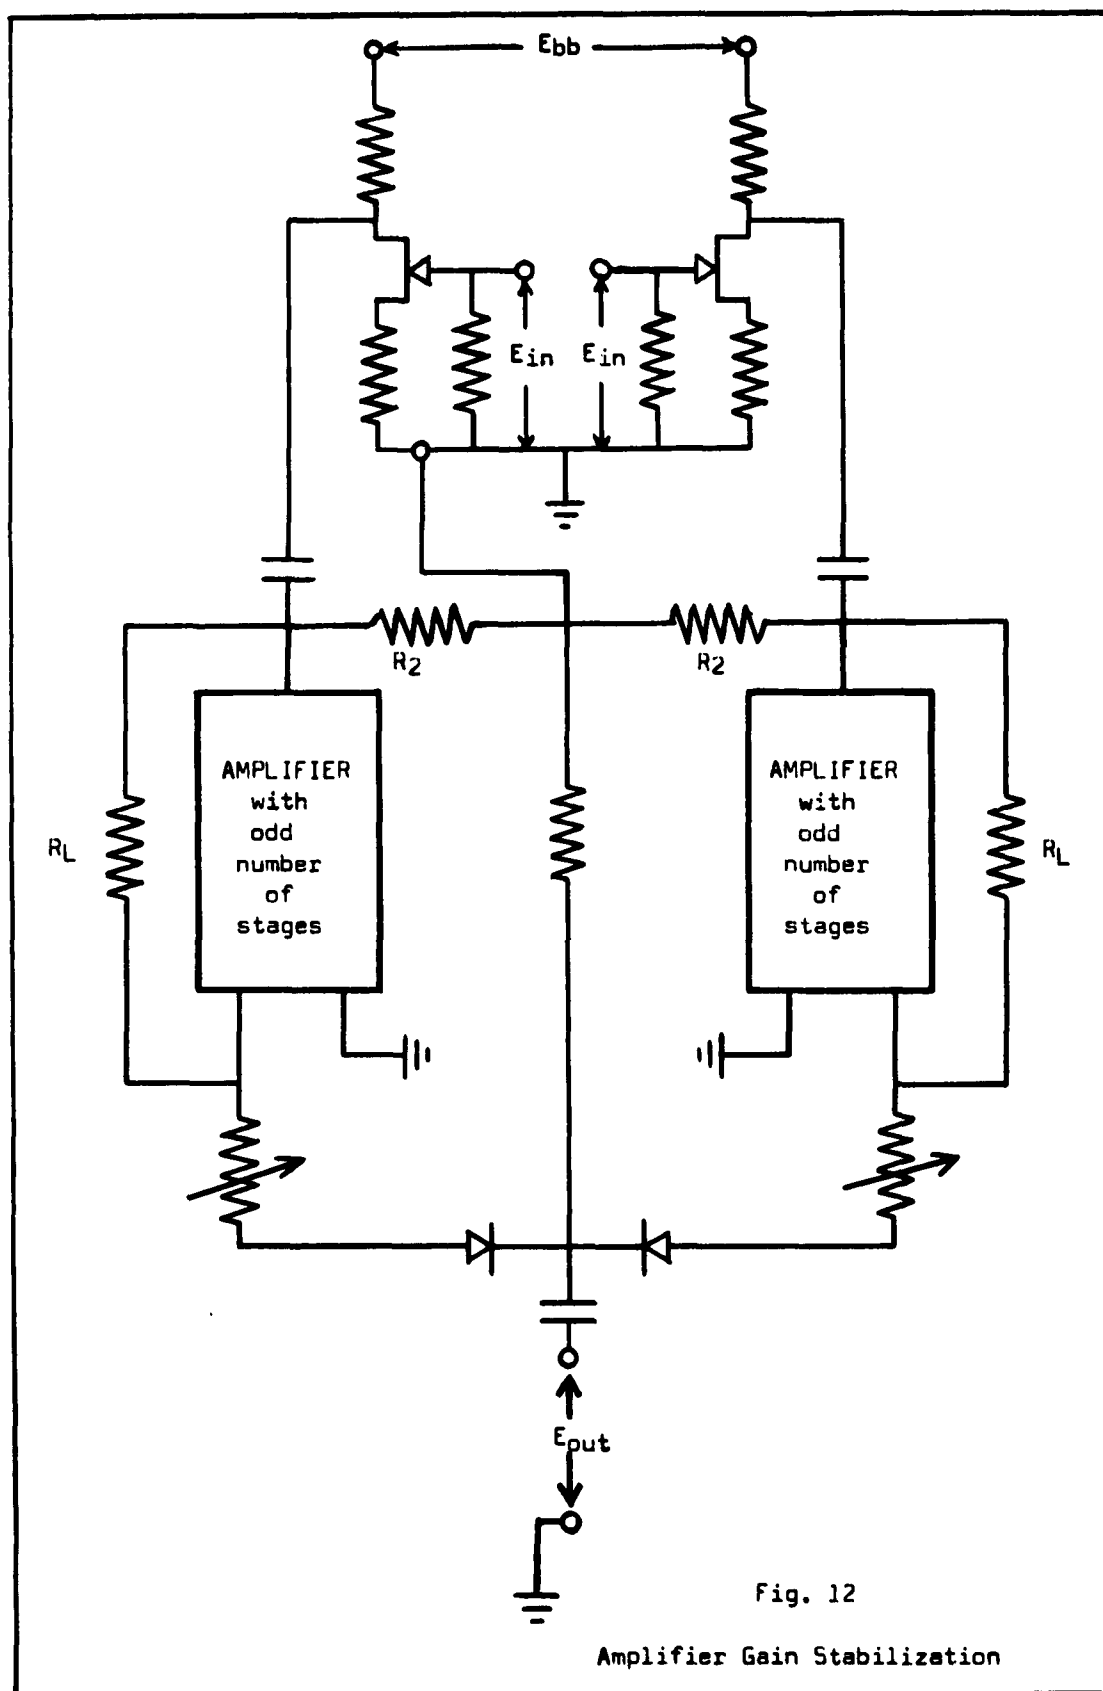 Ebb
Ein Ein
R2 R2
AMPLIFIER
with
odd
number
of
stages
AMPLIFIER
with
odd
number
of
stages
RL
RL
Eout
Fig. 12
Amplifier Gain Stabilization